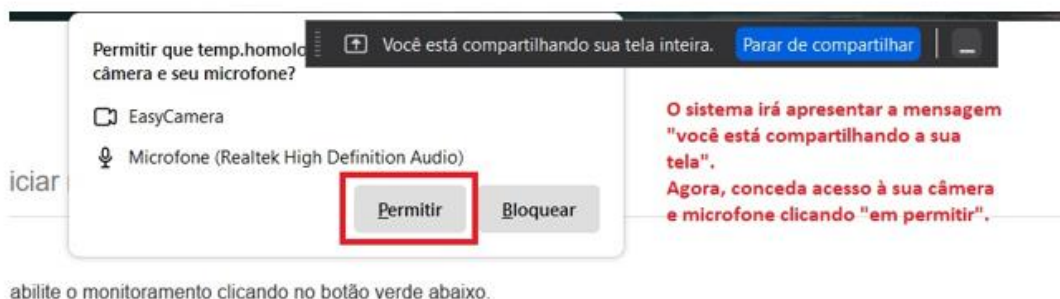 Permitir que temp.homolo
câmera e seu microfone?
Você está compartilhando sua tela inteira. Parar de compartilhar
EasyCamera
Microfone (Realtek High Definition Audio)
iciar
Permitir Bloquear
O sistema irá apresentar a mensagem
"você está compartilhando a sua
tela".
Agora, conceda acesso à sua câmera
e microfone clicando "em permitir".
abilite o monitoramento clicando no botão verde abaixo.